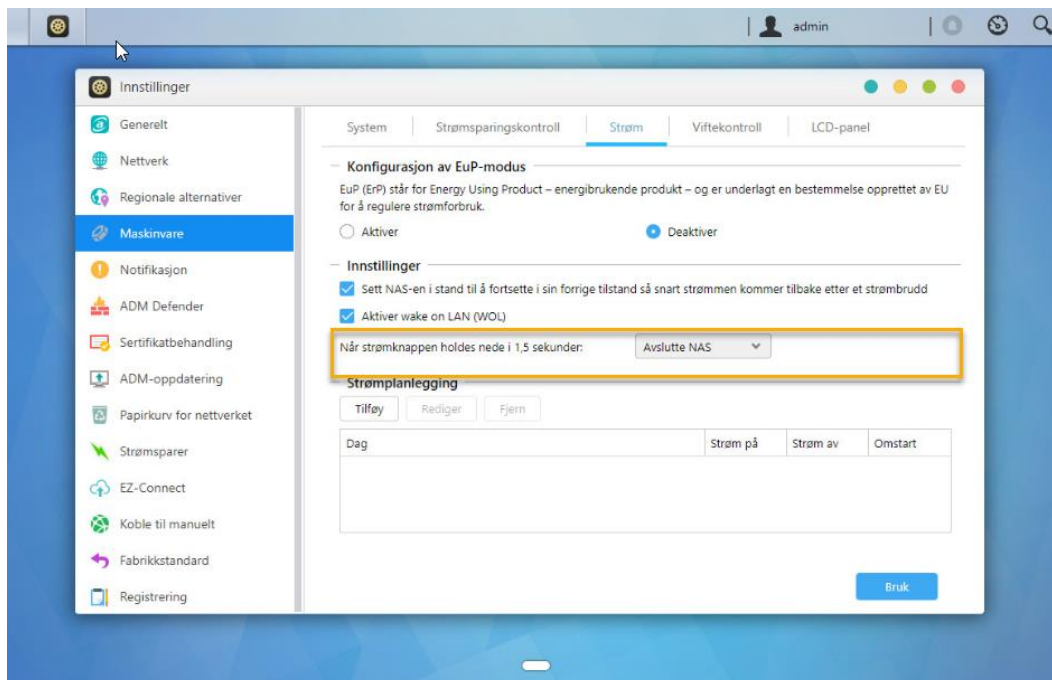 admin
Innstillinger
Generelt
Nettverk
Regionale alternativer
Maskinvare
Notifikasjon
ADM Defender
Sertifikatbehandling
ADM-oppdatering
Papirkurv for nettverket
Strømsparer
EZ-Connect
Koble til manuelt
Fabrikkstandard
Registrering
System Strømsparingskontroll Strøm Viftekontroll LCD-panel
Konfigurasjon av EuP-modus
EuP (ErP) står for Energy Using Product – energibrukende produkt – og er underlagt en bestemmelse opprettet av EU
for å regulere strømforbruk.
Aktiver Deaktiver
Innstillinger
Sett NAS-en i stand til å fortsette i sin forrige tilstand så snart strømmen kommer tilbake etter et strømbrudd
Aktiver wake on LAN (WOL)
Når strømknappen holdes nede i 1,5 sekunder: Avslutte NAS
Strømplanlegging
Tilføy Rediger Fjern
Dag Strøm på Strøm av Omstart
Bruk